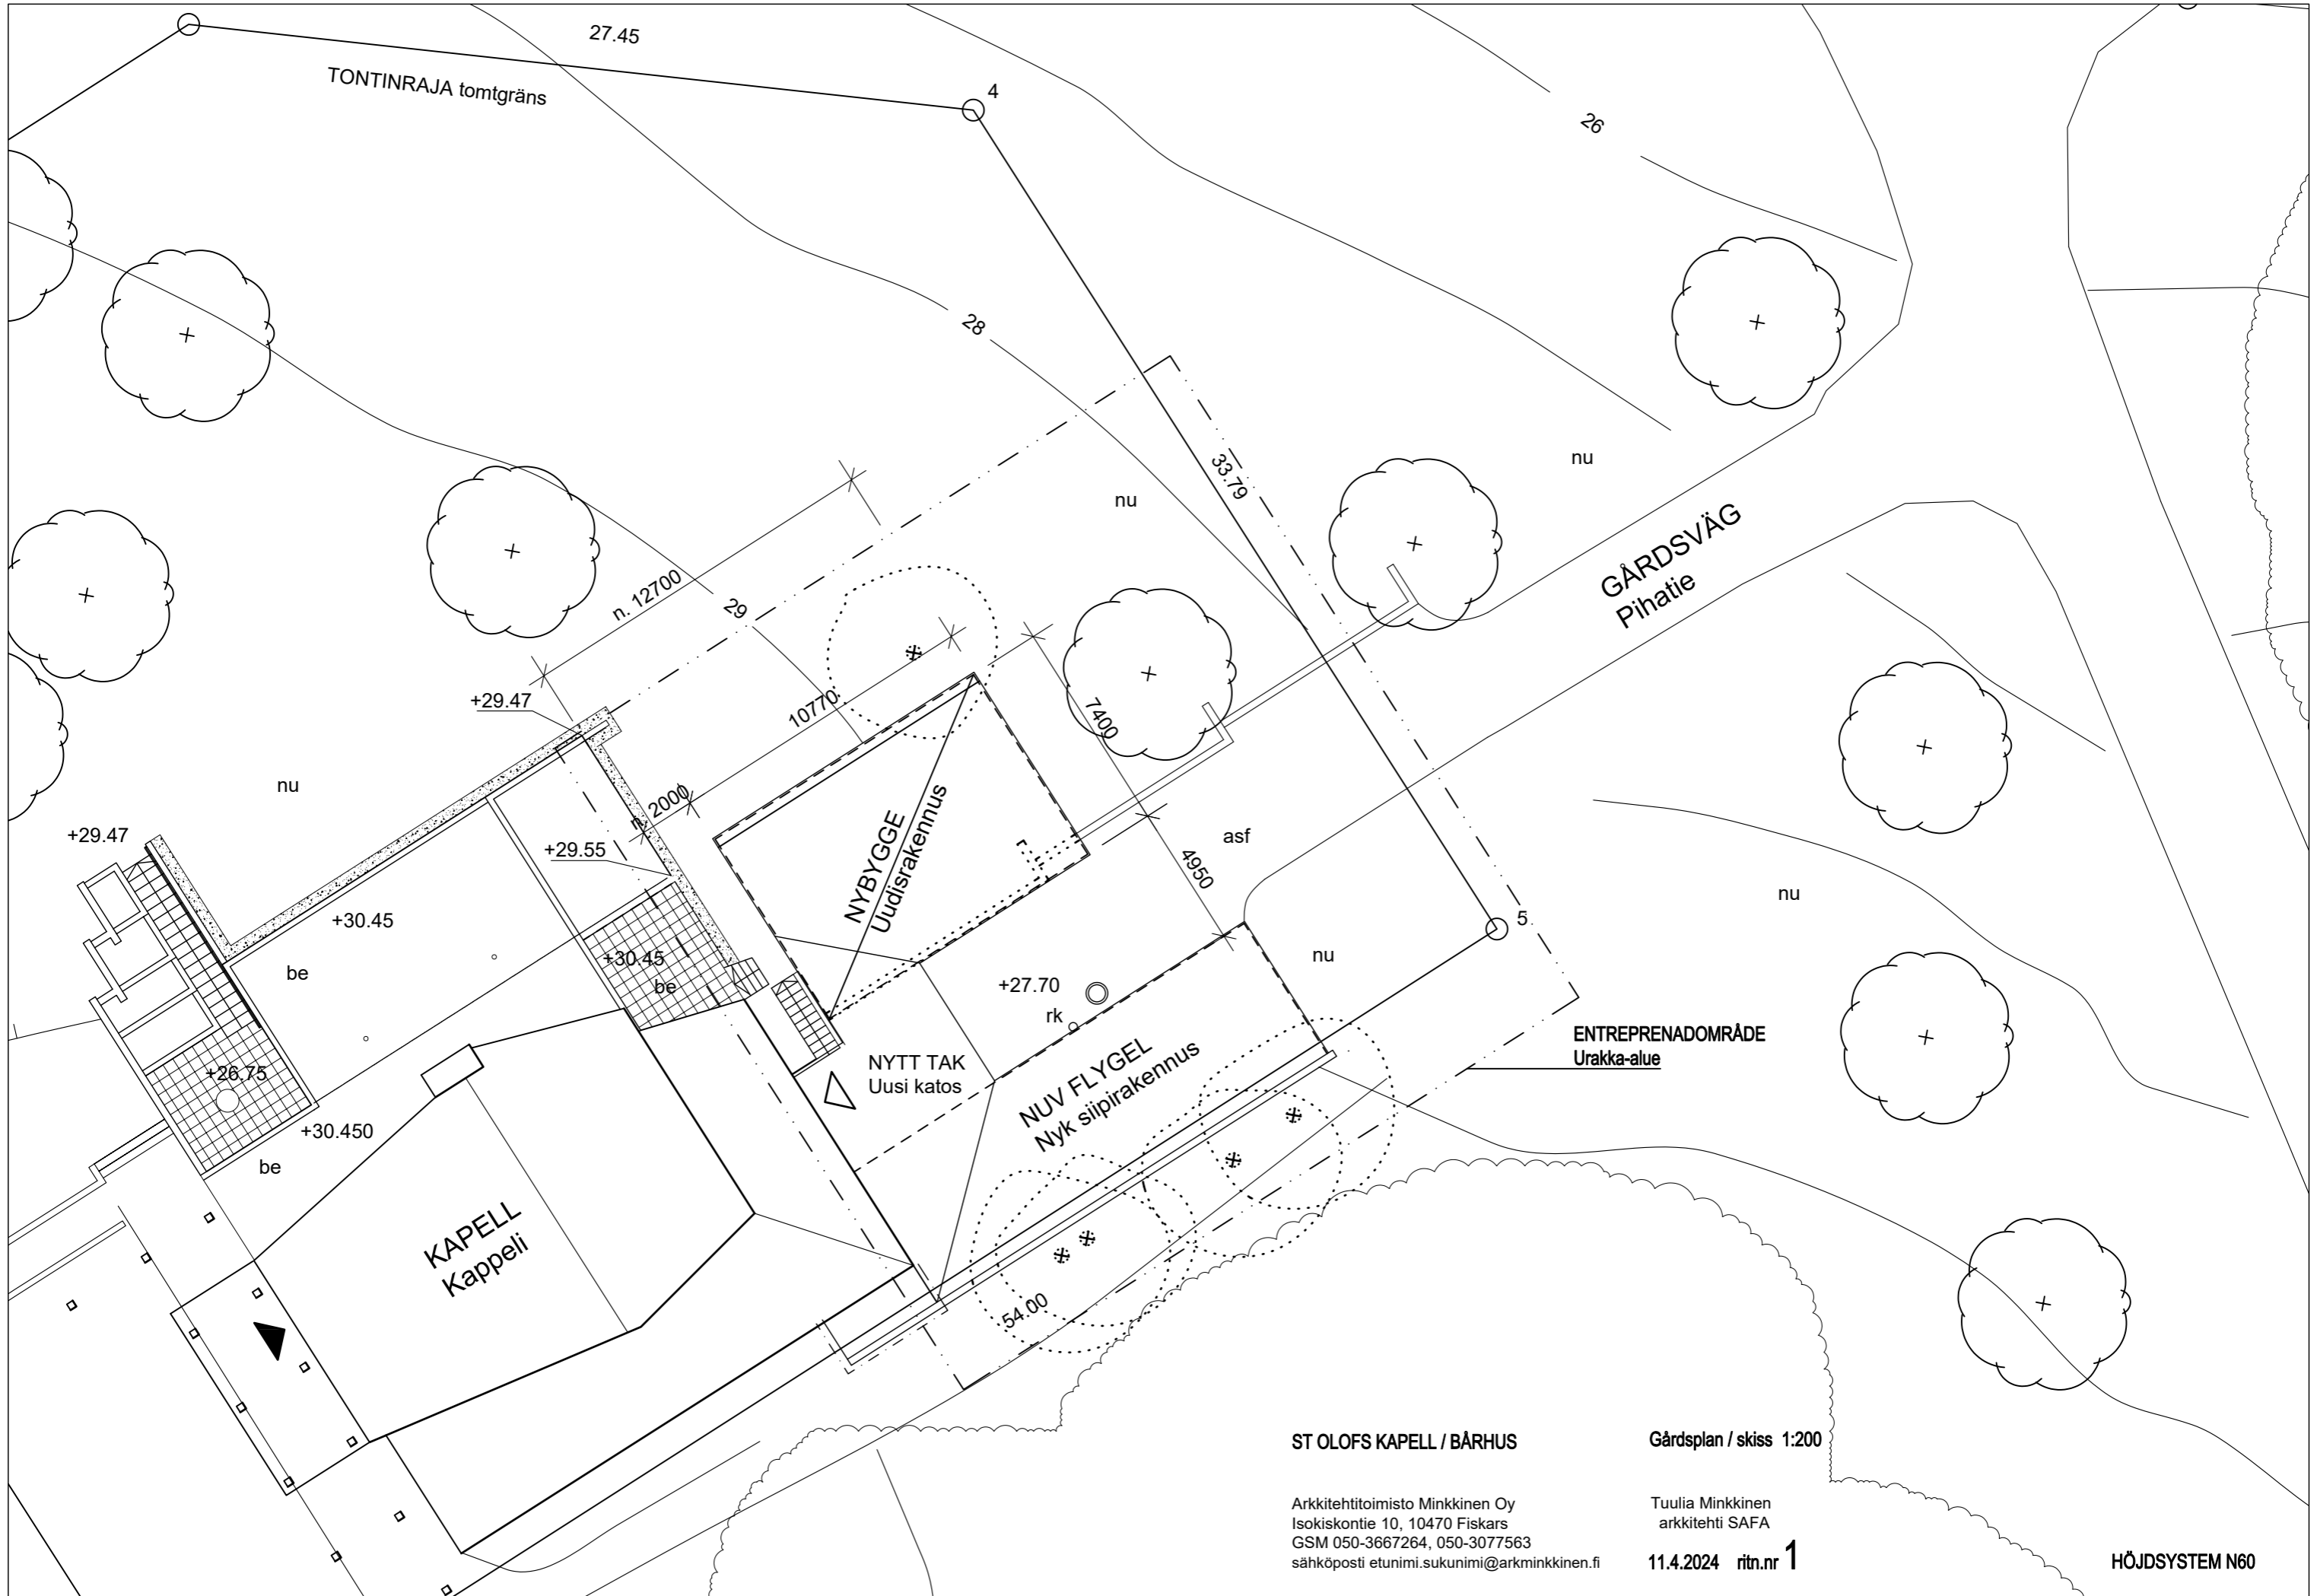 27.45
TONTINRAJA tomtgräns
4
26
28
33.79
nu
nu
GÅRDSVÄG
Pihatie
n. 12700
29
+29.47
10770
7400
n. 2000
nu
+29.47
+29.55
NYBYGGE
Uudisrakennus
asf
4950
nu
5
+30.45
+30.45
be
be
nu
+27.70
rk
ENTREPRENADOMRÅDE
Urakka-alue
NYTT TAK
Uusi katos
NUV FLYGEL
Nyk siipirakennus
+26.75
+30.450
be
KAPELL
Kappeli
54.00
ST OLOFS KAPELL / BÅRHUS
Gårdsplan / skiss 1:200
Arkkitehtitoimisto Minkkinen Oy
Isokiskontie 10, 10470 Fiskars
GSM 050-3667264, 050-3077563
sähköposti etunimi.sukunimi@arkminkkinen.fi
Tuulia Minkkinen
arkkitehti SAFA
11.4.2024 ritn.nr 1
HÖJDSYSTEM N60